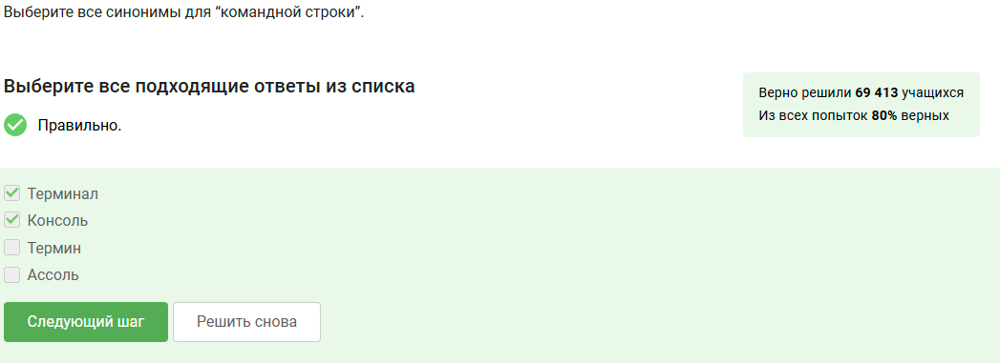 Выберите все синонимы для “командной строки”.
Выберите все подходящие ответы из списка
Правильно.
Верно решили 69 413 учащихся
Из всех попыток 80% верных
Терминал
Консоль
Термин
Ассоль
Следующий шаг
Решить снова